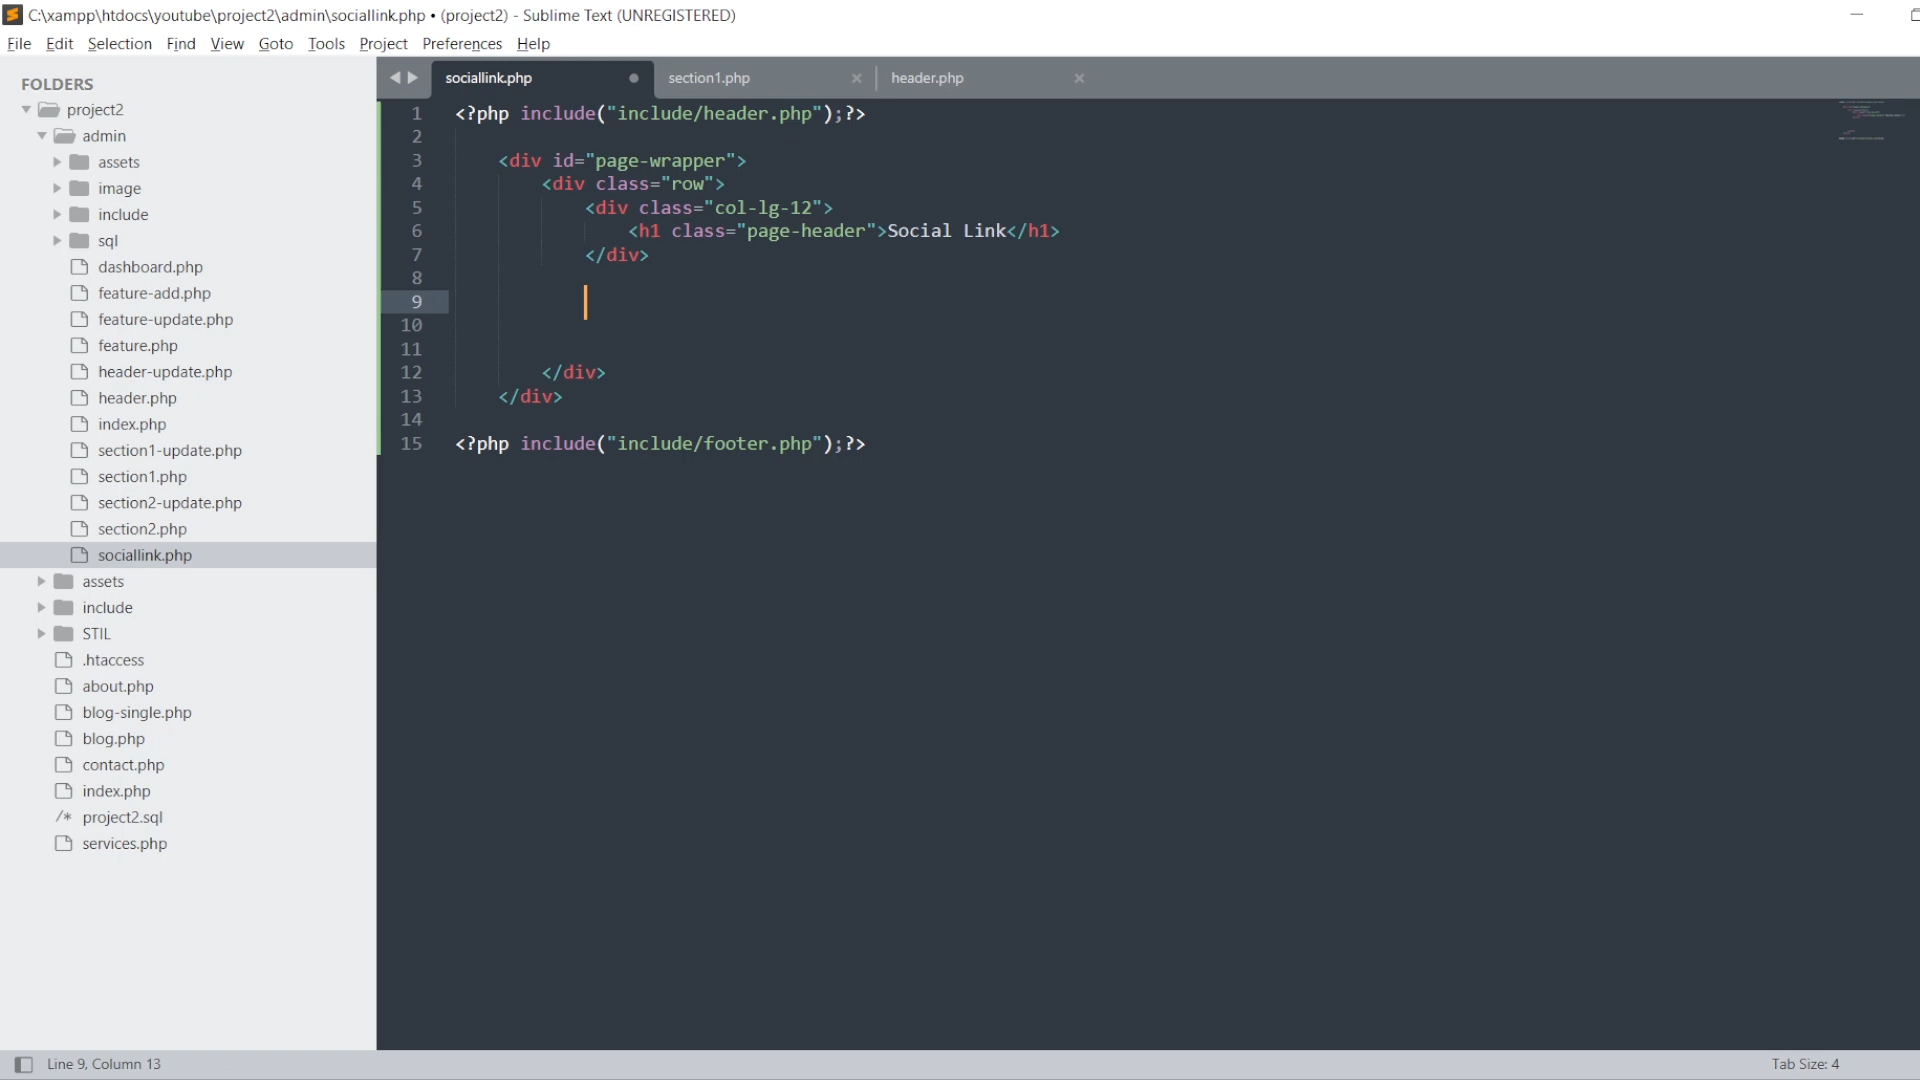 C:\xampp\htdocs\youtube\project2\admin\sociallink.php • (project2) - Sublime Text (UNREGISTERED)
File Edit Selection Find View Goto Tools Project Preferences Help
FOLDERS
project2
admin
assets
image
include
sql
dashboard.php
feature-add.php
feature-update.php
feature.php
header-update.php
header.php
index.php
section1-update.php
section1.php
section2-update.php
section2.php
sociallink.php
assets
include
STIL
.htaccess
about.php
blog-single.php
blog.php
contact.php
index.php
/* project2.sql
services.php
sociallink.php section1.php header.php
1 <?php include("include/header.php");?>
2
3 <div id="page-wrapper">
4 <div class="row">
5 <div class="col-lg-12">
6 <h1 class="page-header">Social Link</h1>
7 </div>
8
9
10
11
12 </div>
13 </div>
14
15 <?php include("include/footer.php");?>
Line 9, Column 13
Tab Size: 4